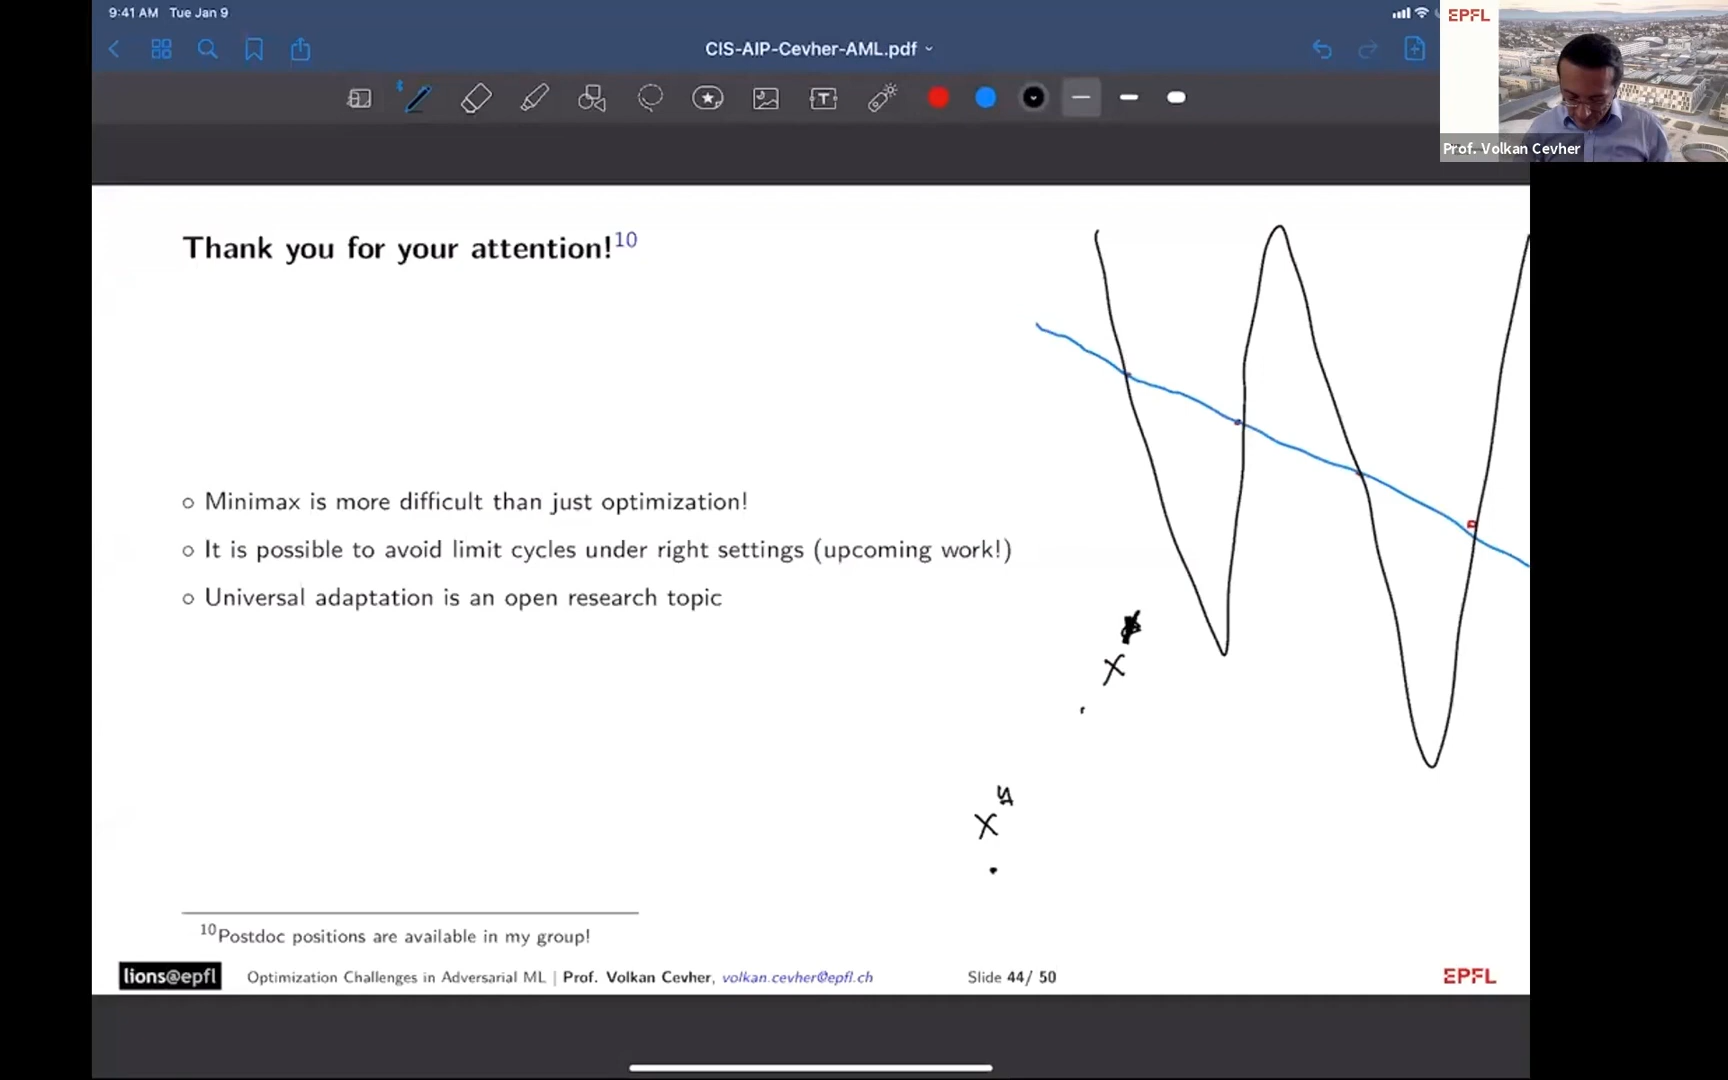 9:41 AM Tue Jan 9
CIS-AIP-Cevher-AML.pdf
EPFL
Prof. Volkan Cevher
Thank you for your attention!10
○ Minimax is more difficult than just optimization!
○ It is possible to avoid limit cycles under right settings (upcoming work!)
○ Universal adaptation is an open research topic
x
x
10Postdoc positions are available in my group!
lions@epfl Optimization Challenges in Adversarial ML | Prof. Volkan Cevher, volkan.cevher@epfl.ch Slide 44/ 50 EPFL